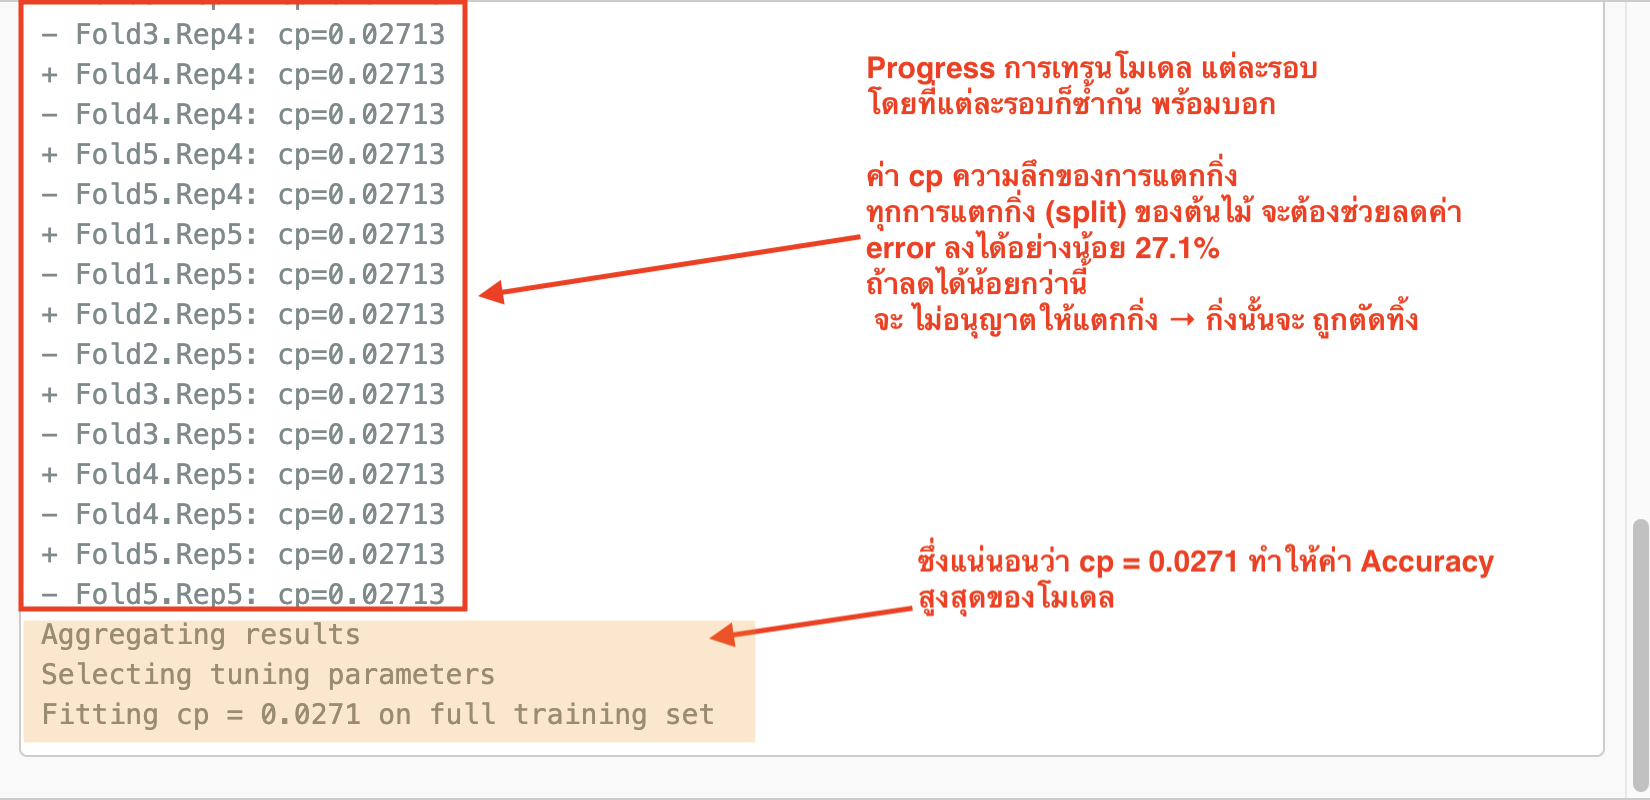 - Fold3.Rep4: cp=0.02713
+ Fold4.Rep4: cp=0.02713
- Fold4.Rep4: cp=0.02713
+ Fold5.Rep4: cp=0.02713
- Fold5.Rep4: cp=0.02713
+ Fold1.Rep5: cp=0.02713
- Fold1.Rep5: cp=0.02713
+ Fold2.Rep5: cp=0.02713
- Fold2.Rep5: cp=0.02713
+ Fold3.Rep5: cp=0.02713
- Fold3.Rep5: cp=0.02713
+ Fold4.Rep5: cp=0.02713
- Fold4.Rep5: cp=0.02713
+ Fold5.Rep5: cp=0.02713
- Fold5.Rep5: cp=0.02713
Aggregating results
Selecting tuning parameters
Fitting cp = 0.0271 on full training set
Progress การเทรนโมเดล แต่ละรอบ
โดยที่แต่ละรอบก็ซ้ำกัน พร้อมบอก
ค่า cp ความลึกของการแตกกิ่ง
ทุกการแตกกิ่ง (split) ของต้นไม้ จะต้องช่วยลดค่า
error ลงได้อย่างน้อย 27.1%
ถ้าลดได้น้อยกว่านี้
จะ ไม่อนุญาตให้แตกกิ่ง → กิ่งนั้นจะ ถูกตัดทิ้ง
ซึ่งแน่นอนว่า cp = 0.0271 ทำให้ค่า Accuracy
สูงสุดของโมเดล